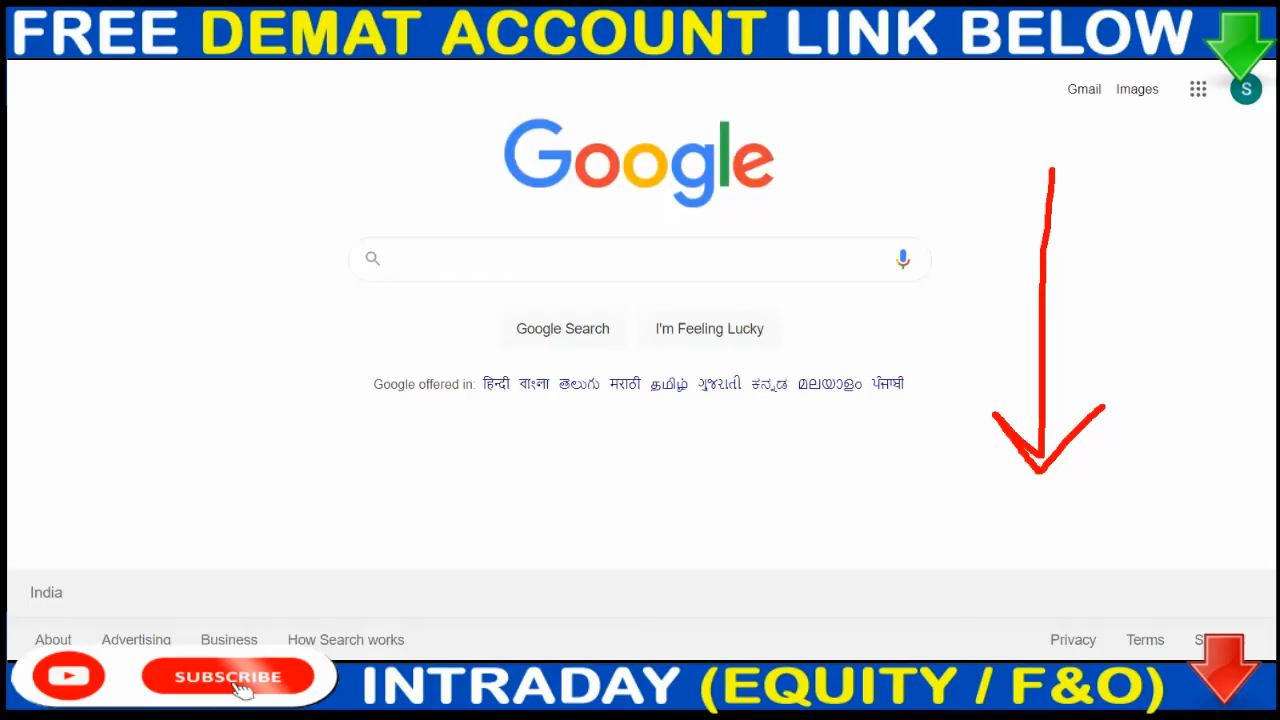 FREE DEMAT ACCOUNT LINK BELOW
Gmail Images S
Google
Google Search I'm Feeling Lucky
Google offered in: हिन्दी বাংলা తెలుగు मराठी தமிழ் ગુજરાતી ಕನ್ನಡ മലയാളം ਪੰਜਾਬੀ
India
About Advertising Business How Search works Privacy Terms
SUBSCRIBE
INTRADAY (EQUITY / F&O)